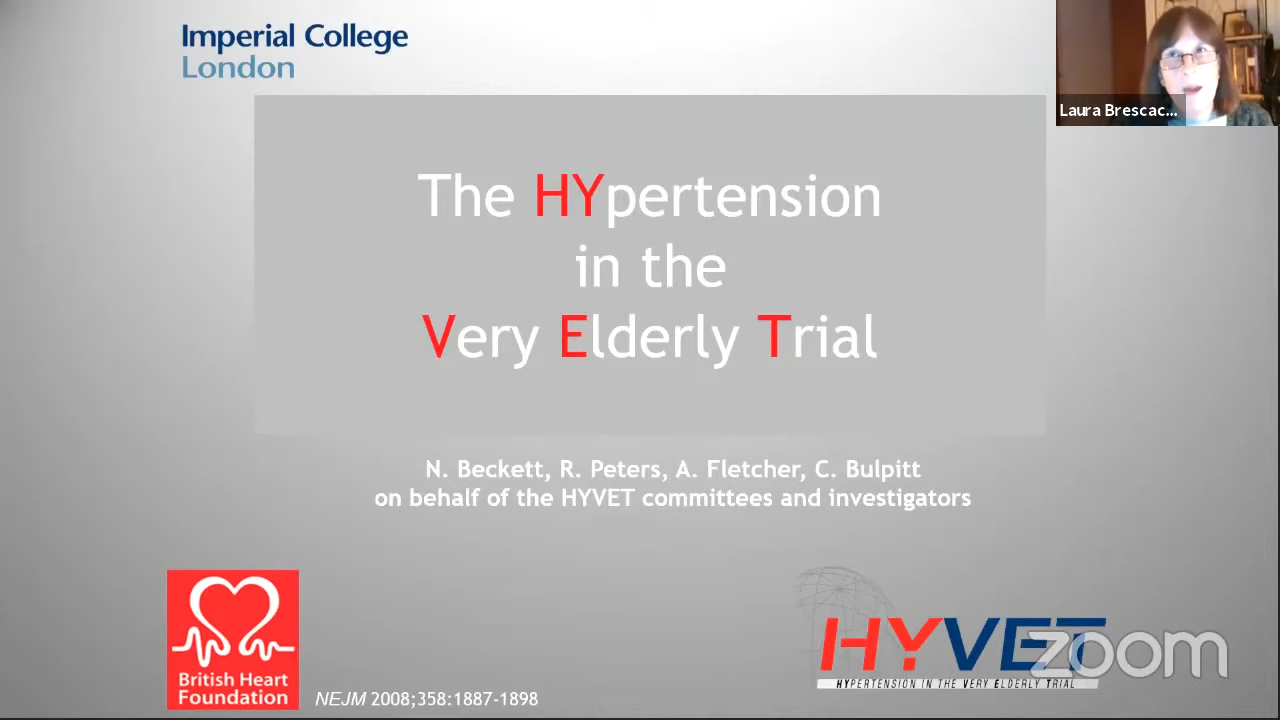 Imperial College
London
Laura Brescac...
The HYpertension
in the
Very Elderly Trial
N. Beckett, R. Peters, A. Fletcher, C. Bulpitt
on behalf of the HYVET committees and investigators
British Heart
Foundation
NEJM 2008;358:1887-1898
HYVET
HYPERTENSION IN THE VERY ELDERLY TRIAL
zoom